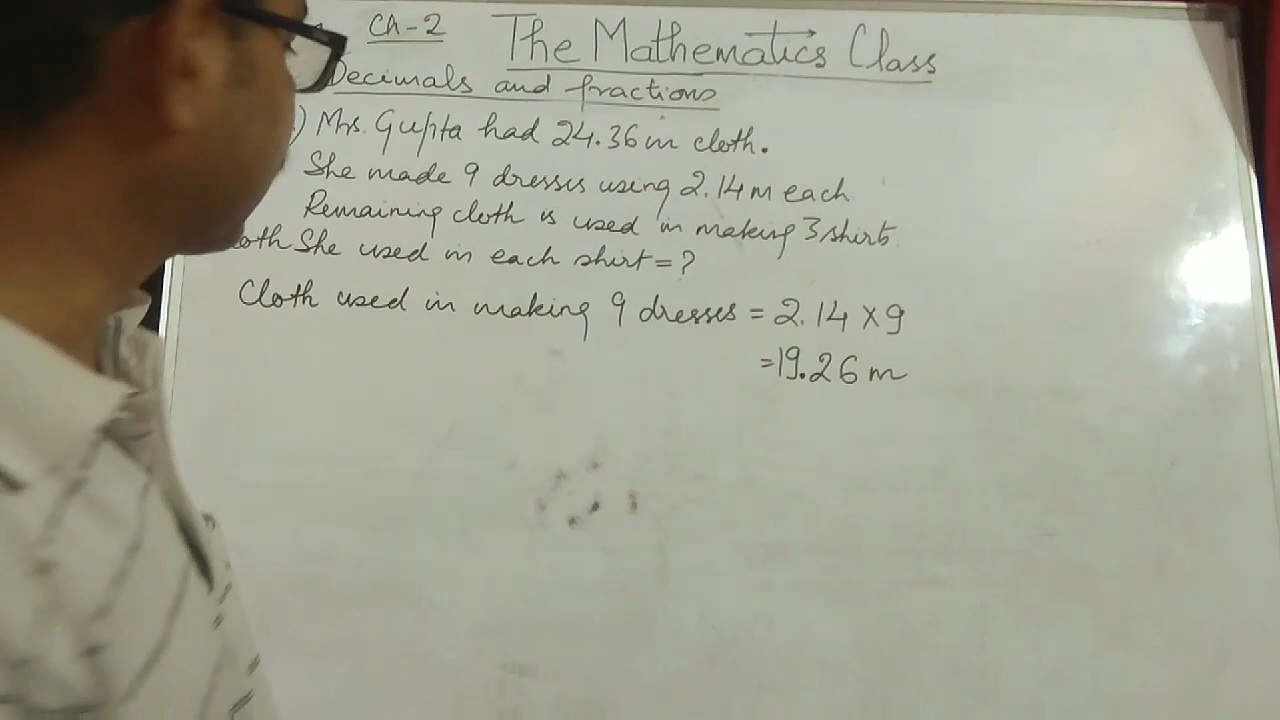 Ch-2 The Mathematics Class
Decimals and fractions
) Mrs. Gupta had 24.36 m cloth.
She made 9 dresses using 2.14 m each
Remaining cloth is used in making 3 shirts
oth She used in each shirt = ?
Cloth used in making 9 dresses = 2.14 × 9
= 19.26 m